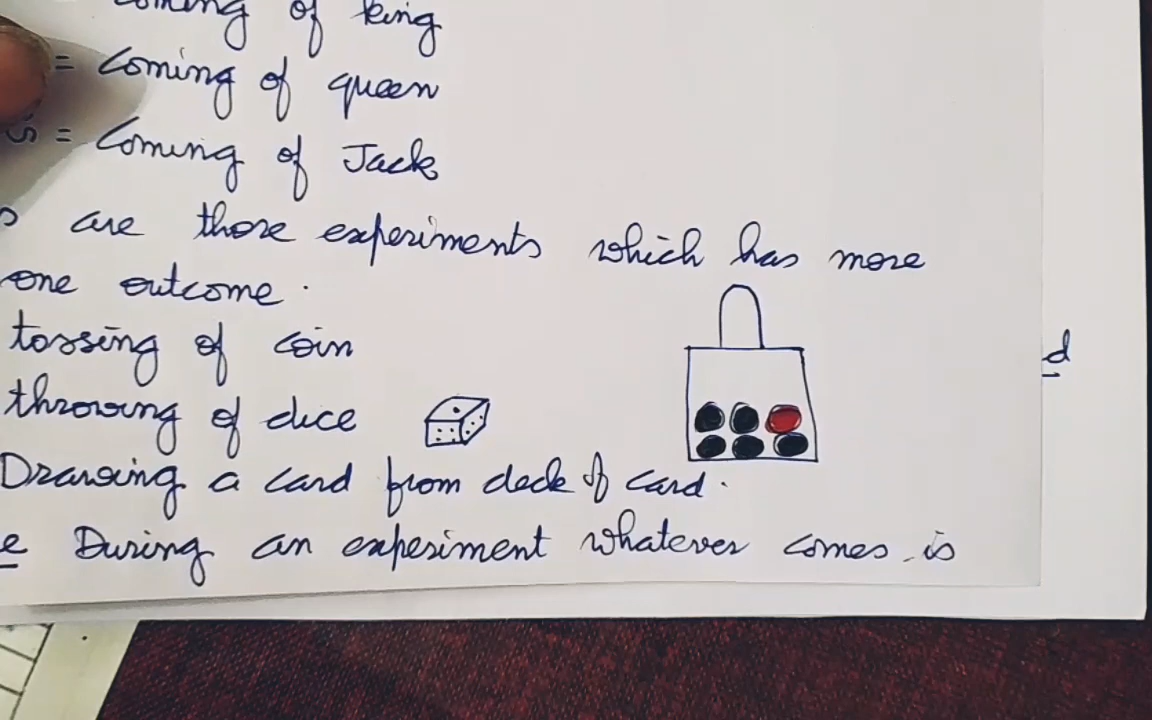 coming of king
= Coming of queen
= Coming of Jack
are those experiments which has more
one outcome.
tossing of coin
throwing of dice
d
Drawing a card from deck of card.
e During an experiment whatever comes is